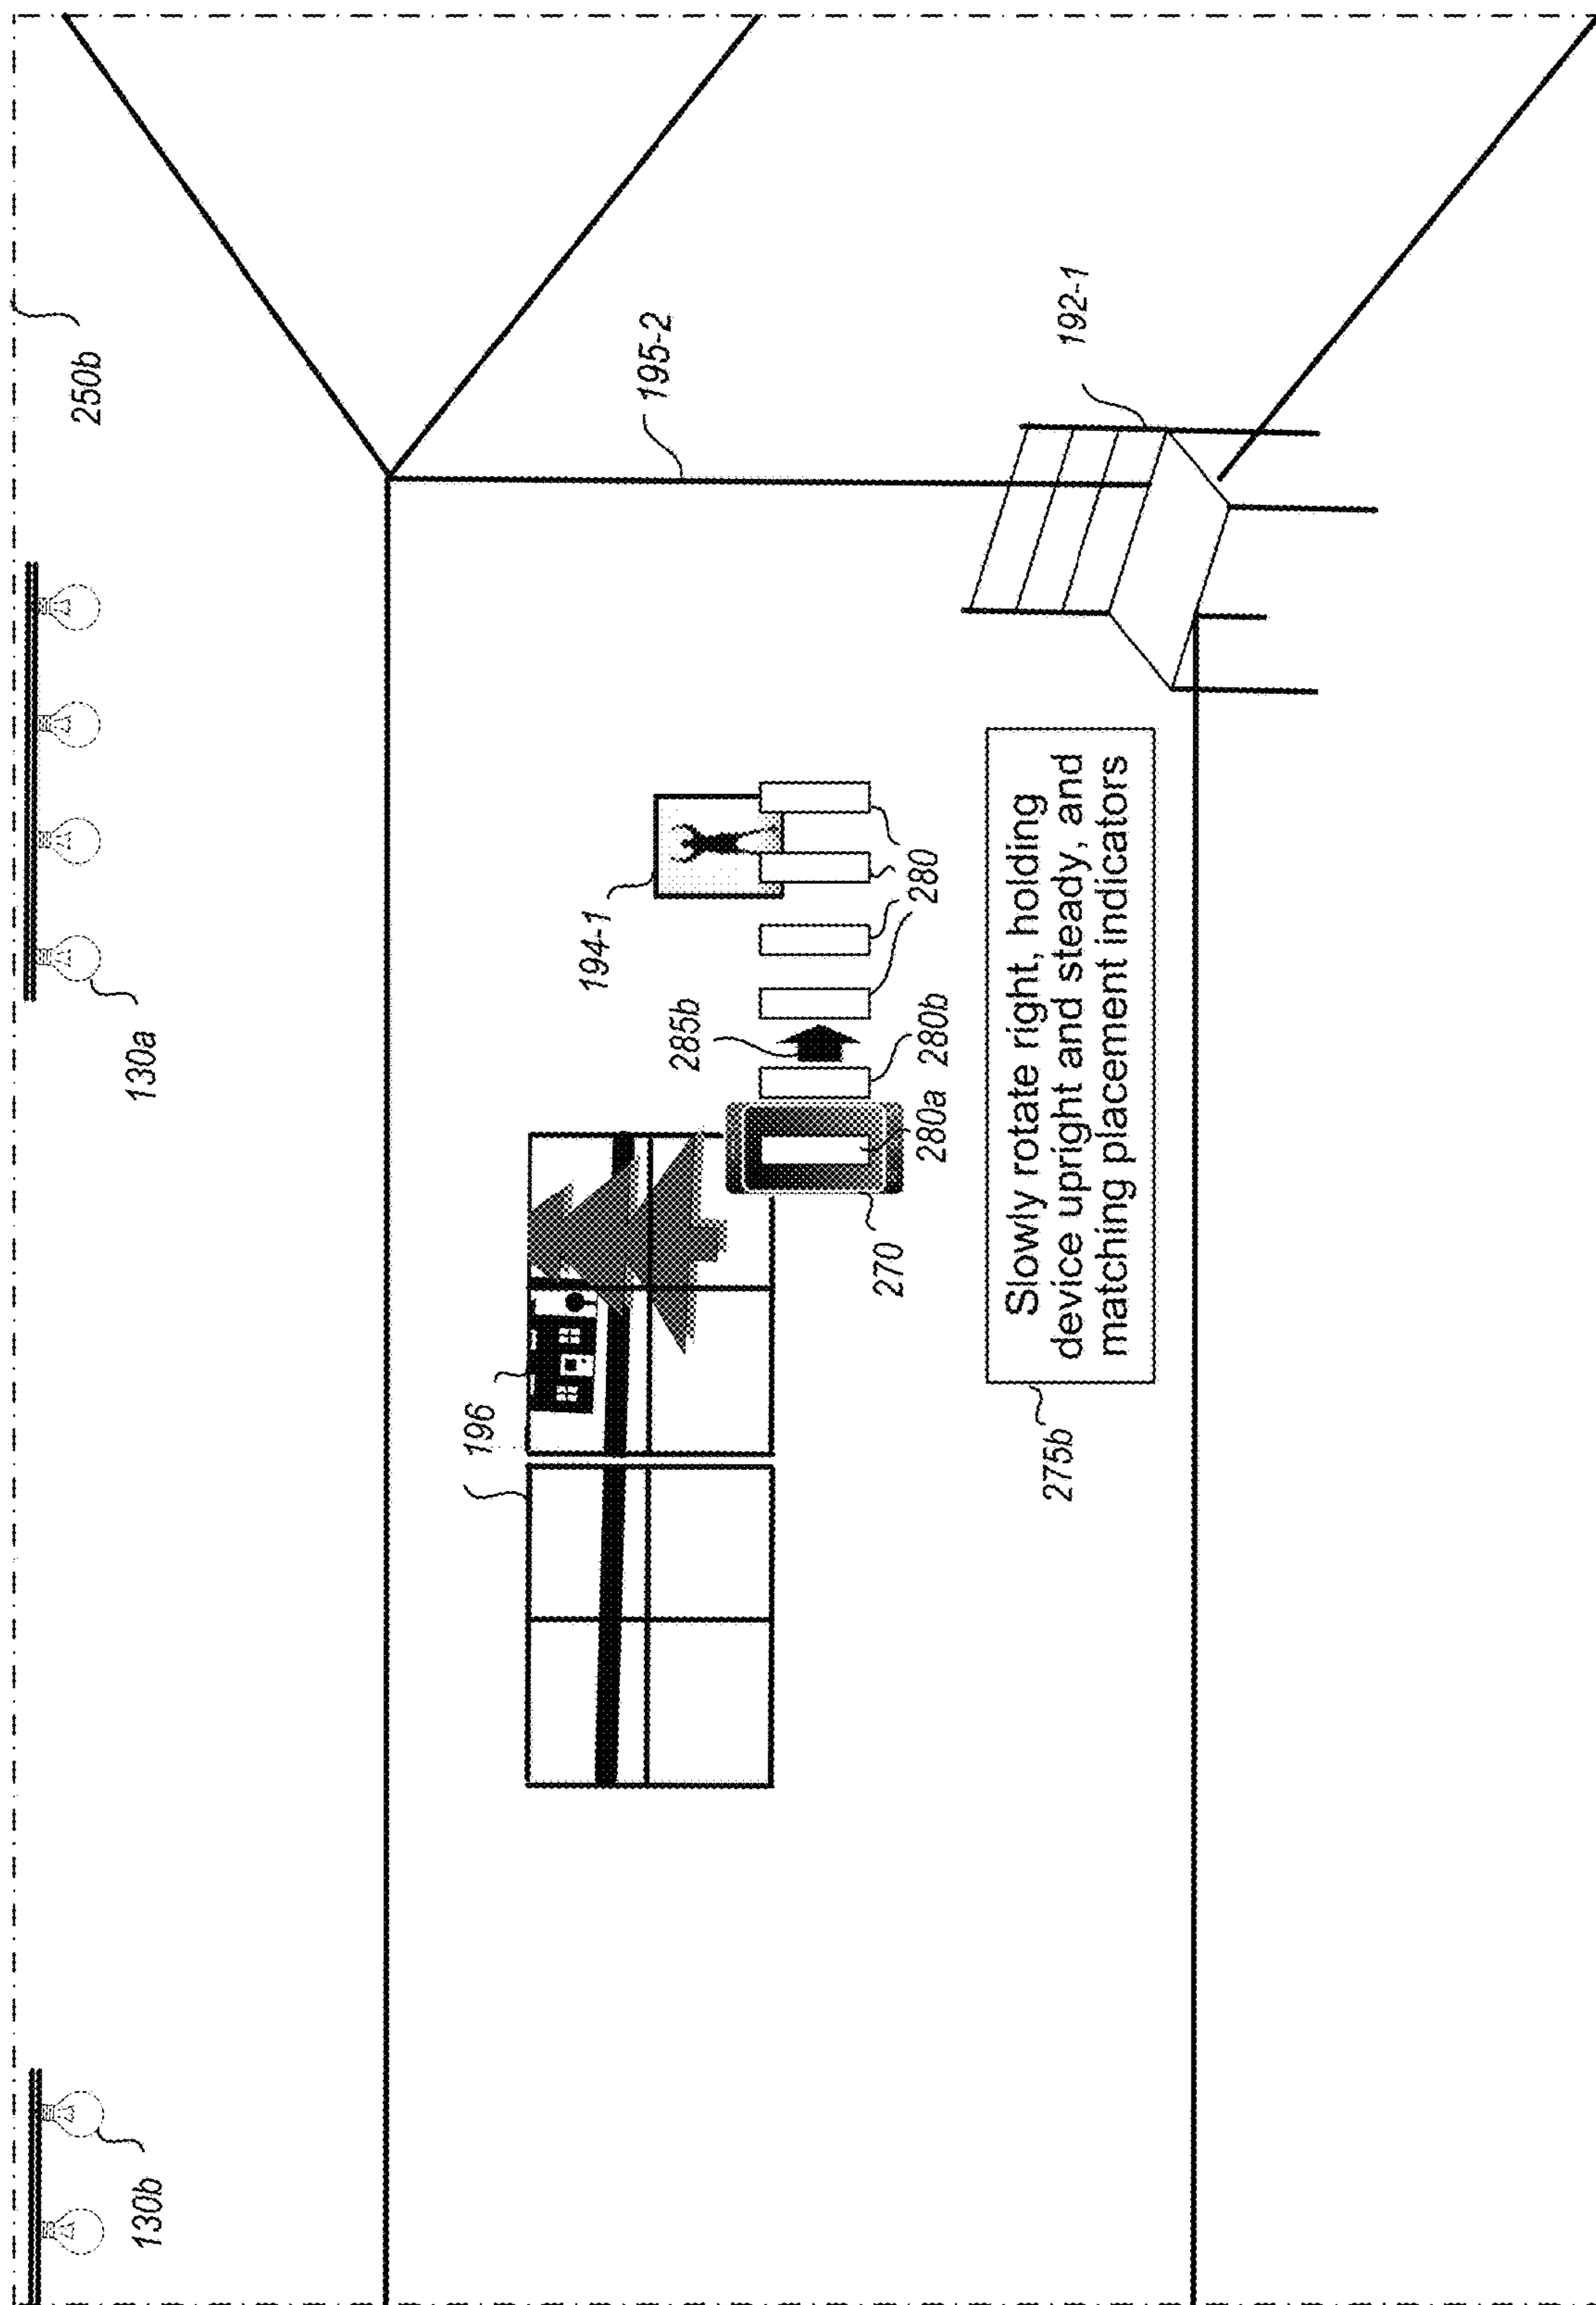 130b
130a
250b
196
194-1
195-2
285b
280
270
280a
280b
192-1
275b
Slowly rotate right, holding
device upright and steady, and
matching placement indicators